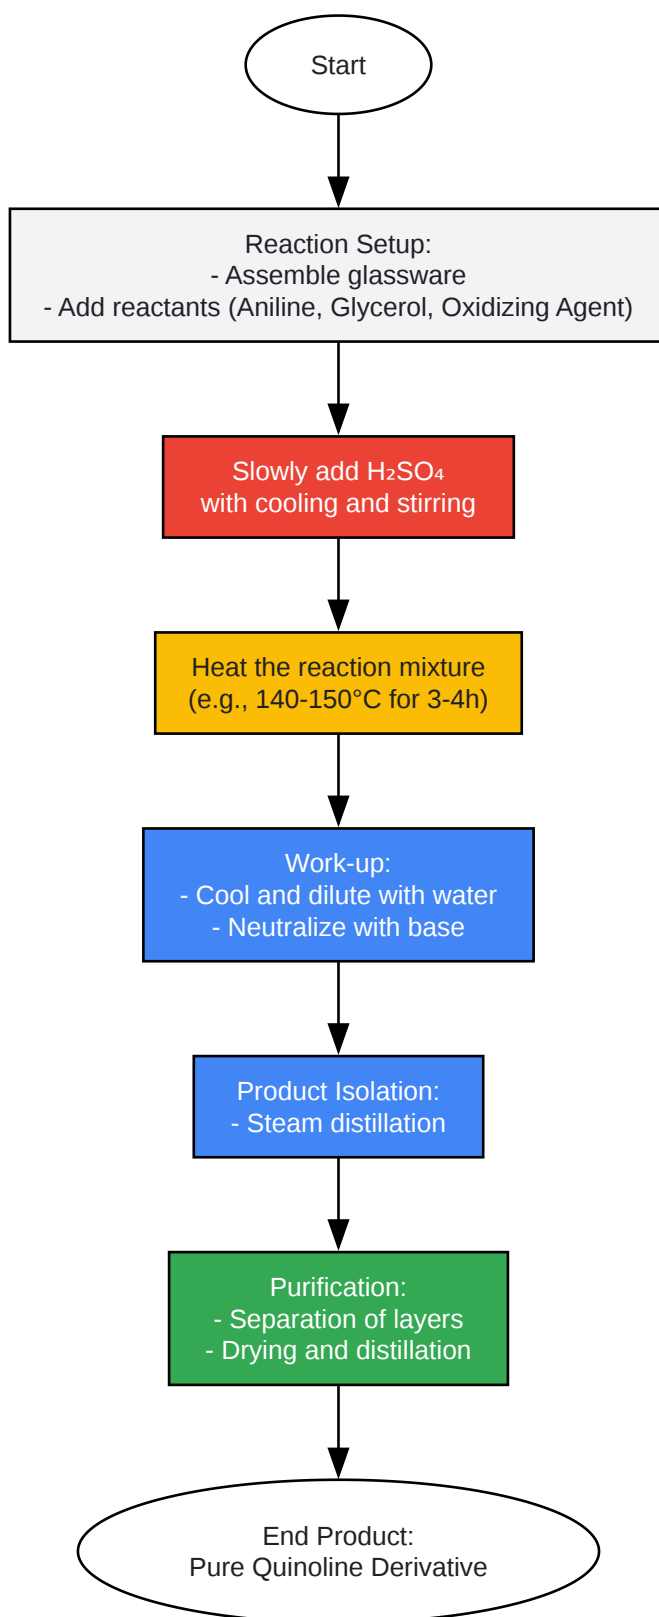 Start
Reaction Setup:
- Assemble glassware
- Add reactants (Aniline, Glycerol, Oxidizing Agent)
Slowly add H₂SO₄
with cooling and stirring
Heat the reaction mixture
(e.g., 140-150°C for 3-4h)
Work-up:
- Cool and dilute with water
- Neutralize with base
Product Isolation:
- Steam distillation
Purification:
- Separation of layers
- Drying and distillation
End Product:
Pure Quinoline Derivative